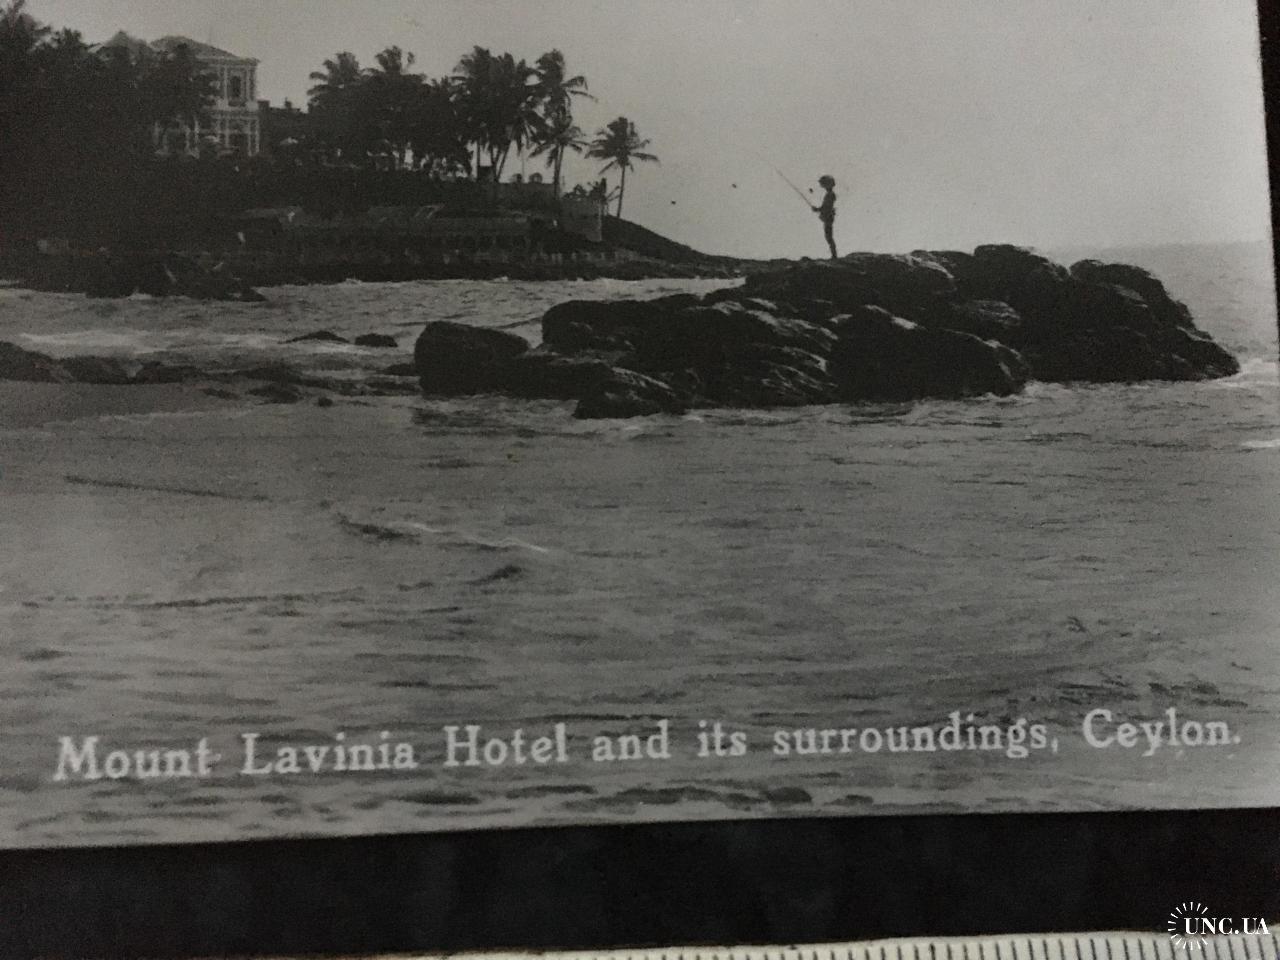 Mount Lavinia Hotel and its surroundings, Ceylon.
UNC.UA